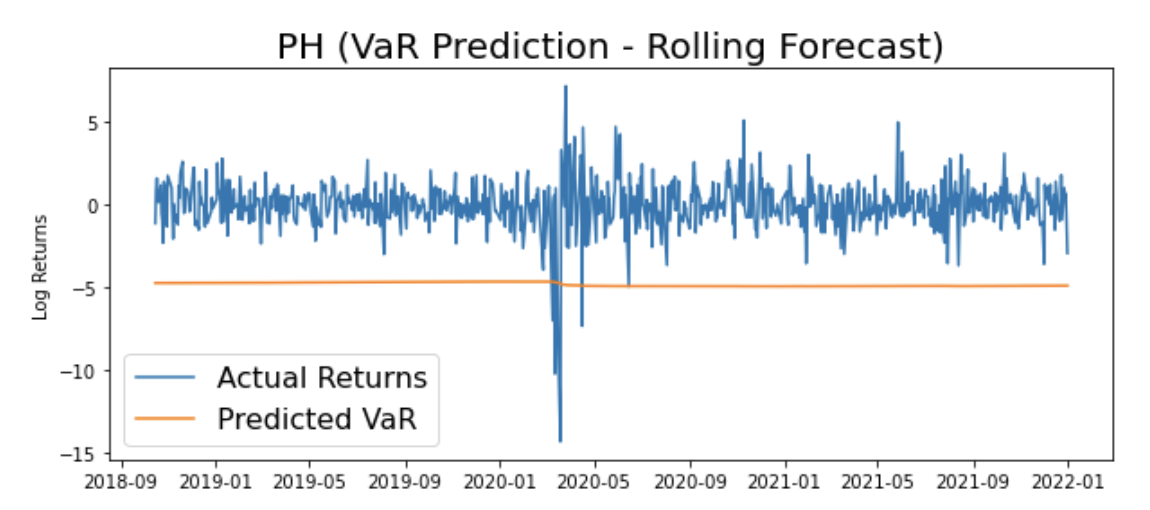 PH (VaR Prediction - Rolling Forecast)
Log Returns
5
0
−5
−10
−15
Actual Returns
Predicted VaR
2018-09 2019-01 2019-05 2019-09 2020-01 2020-05 2020-09 2021-01 2021-05 2021-09 2022-01